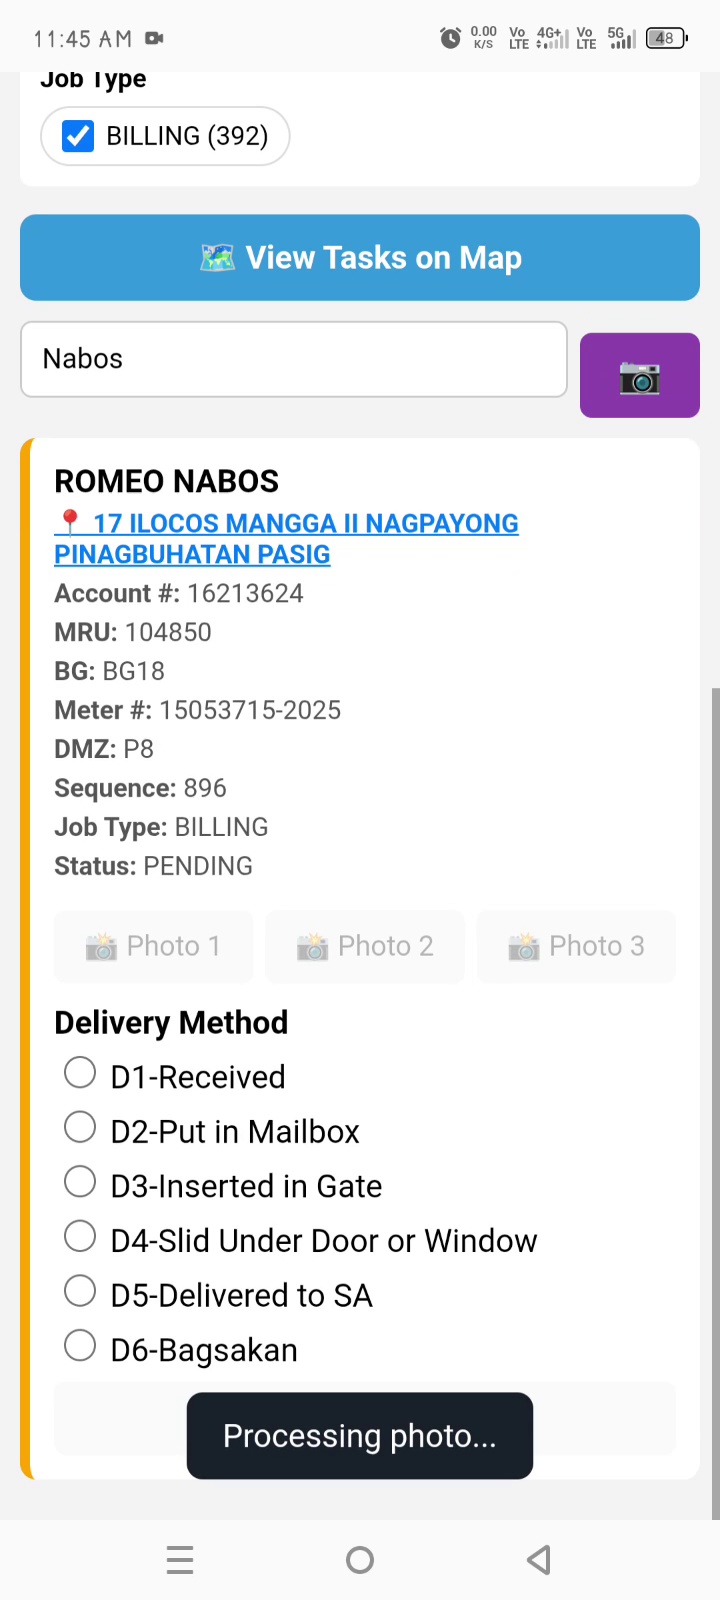 11:45 AM 0.00 K/S Vo LTE 4G+ Vo LTE 5G 48
Job Type
BILLING (392)
View Tasks on Map
Nabos
ROMEO NABOS
17 ILOCOS MANGGA II NAGPAYONG
PINAGBUHATAN PASIG
Account #: 16213624
MRU: 104850
BG: BG18
Meter #: 15053715-2025
DMZ: P8
Sequence: 896
Job Type: BILLING
Status: PENDING
Photo 1 Photo 2 Photo 3
Delivery Method
D1-Received
D2-Put in Mailbox
D3-Inserted in Gate
D4-Slid Under Door or Window
D5-Delivered to SA
D6-Bagsakan
Processing photo...